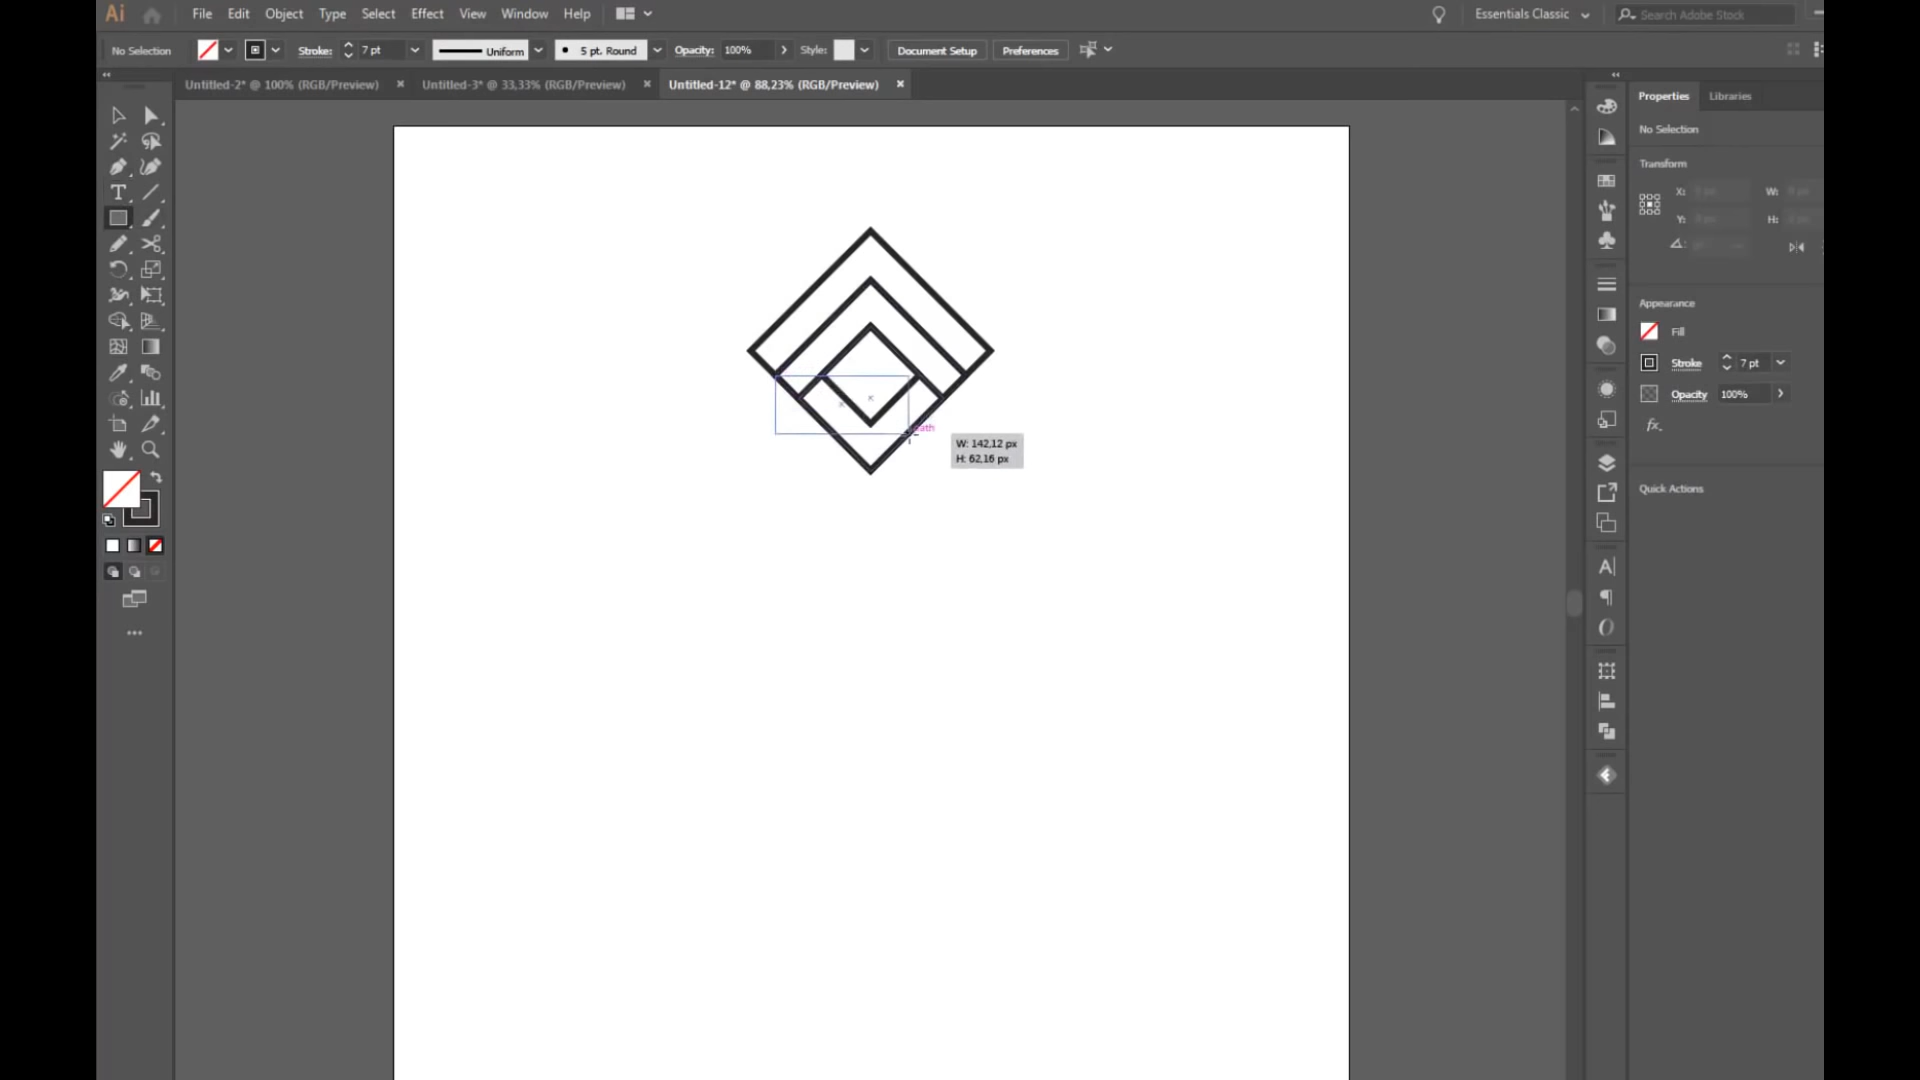 Ai File Edit Object Type Select Effect View Window Help Essentials Classic Search Adobe Stock
No Selection Stroke: 7 pt Uniform 5 pt. Round Opacity: 100% Style: Document Setup Preferences
Untitled-2* @ 100% (RGB/Preview) Untitled-3* @ 33,33% (RGB/Preview) Untitled-12* @ 88,23% (RGB/Preview)
Properties Libraries
No Selection
Transform
X: W:
Y: H:
Appearance
Fill
Stroke 7 pt
Opacity 100%
fx.
Quick Actions
path
W: 142,12 px
H: 62,16 px